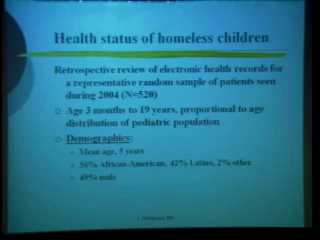 Health status of homeless children
Retrospective review of electronic health records for
a representative random sample of patients seen
during 2004 (N=520)
Age 3 months to 19 years, proportional to age
distribution of pediatric population
Demographics:
Mean age, 5 years
56% African-American, 42% Latino, 2% other
49% male